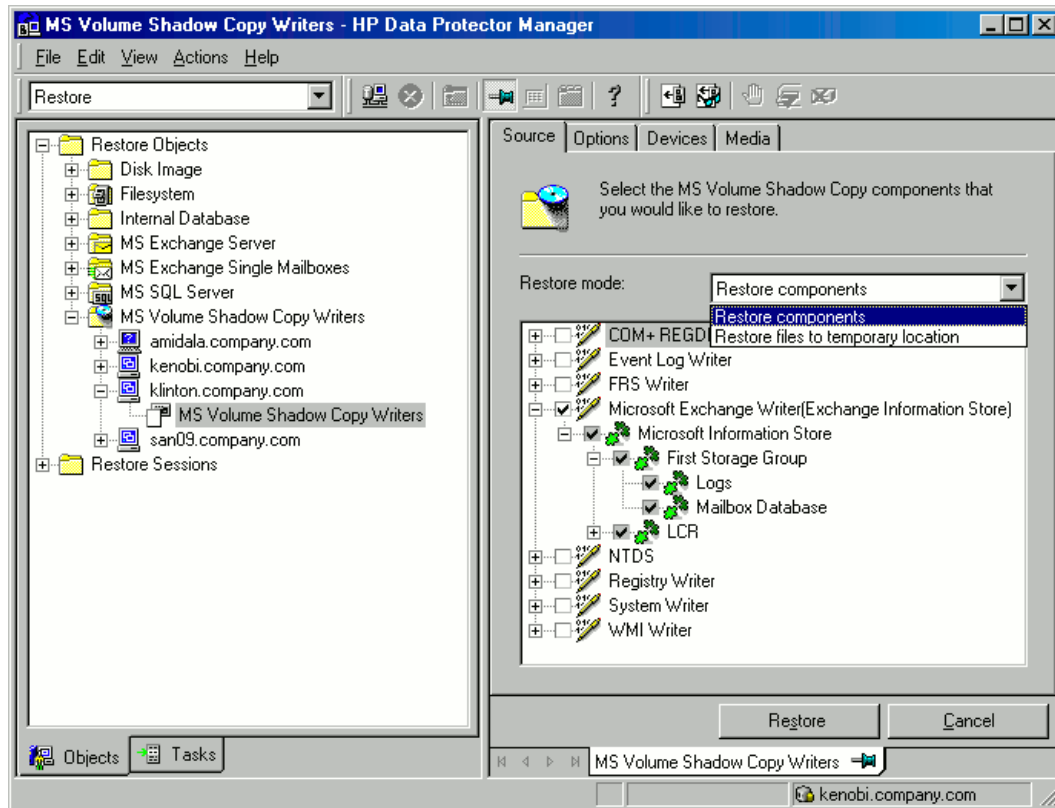 MS Volume Shadow Copy Writers - HP Data Protector Manager
File Edit View Actions Help
Restore
Restore Objects
Disk Image
Filesystem
Internal Database
MS Exchange Server
MS Exchange Single Mailboxes
MS SQL Server
MS Volume Shadow Copy Writers
amidala.company.com
kenobi.company.com
klinton.company.com
MS Volume Shadow Copy Writers
san09.company.com
Restore Sessions
Objects Tasks
Source Options Devices Media
Select the MS Volume Shadow Copy components that
you would like to restore.
Restore mode: Restore components
Restore components
Restore files to temporary location
COM+ REGD
Event Log Writer
FRS Writer
Microsoft Exchange Writer(Exchange Information Store)
Microsoft Information Store
First Storage Group
Logs
Mailbox Database
LCR
NTDS
Registry Writer
System Writer
WMI Writer
Restore Cancel
MS Volume Shadow Copy Writers
kenobi.company.com